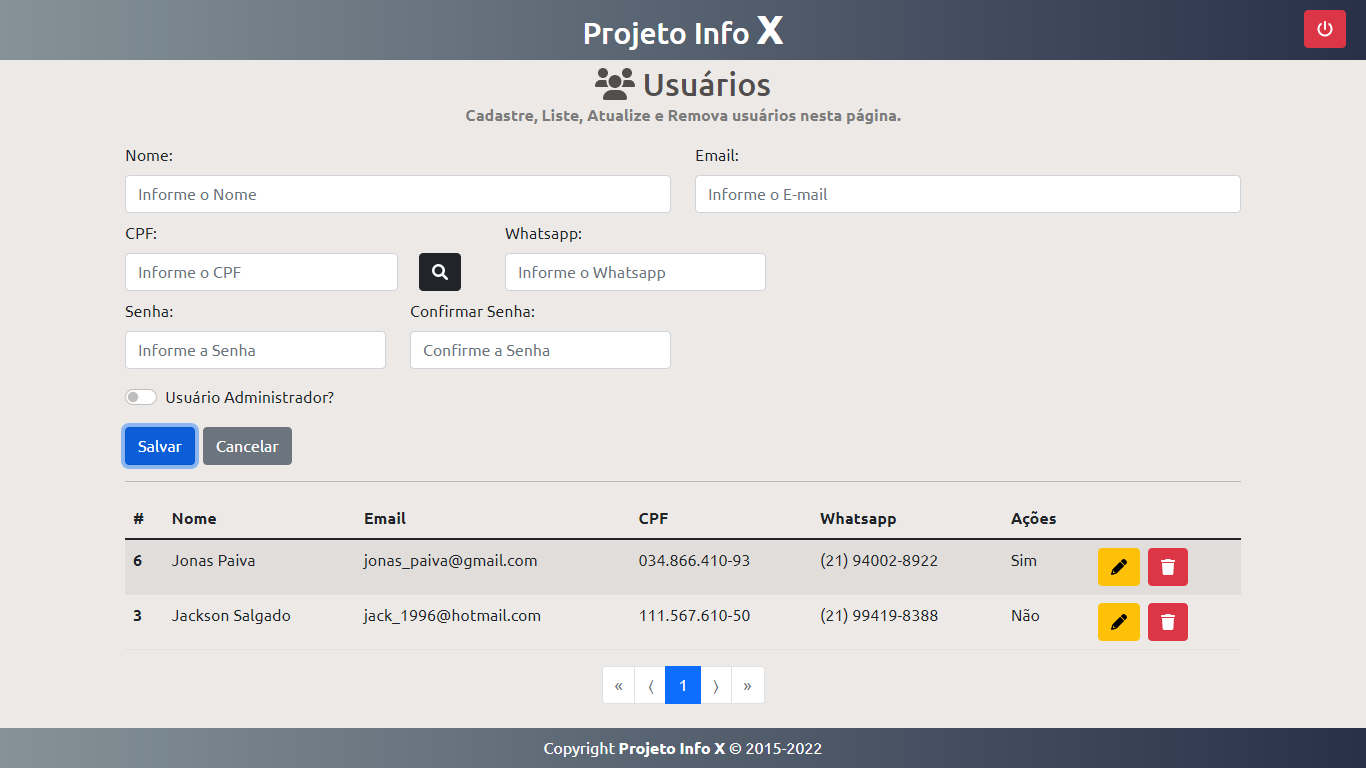 Projeto Info X
Usuários
Cadastre, Liste, Atualize e Remova usuários nesta página.
Nome: Email:
Informe o Nome Informe o E-mail
CPF: Whatsapp:
Informe o CPF Informe o Whatsapp
Senha: Confirmar Senha:
Informe a Senha Confirme a Senha
Usuário Administrador?
Salvar Cancelar
# Nome Email CPF Whatsapp Ações
6 Jonas Paiva jonas_paiva@gmail.com 034.866.410-93 (21) 94002-8922 Sim
3 Jackson Salgado jack_1996@hotmail.com 111.567.610-50 (21) 99419-8388 Não
« ⟨ 1 ⟩ »
Copyright Projeto Info X © 2015-2022